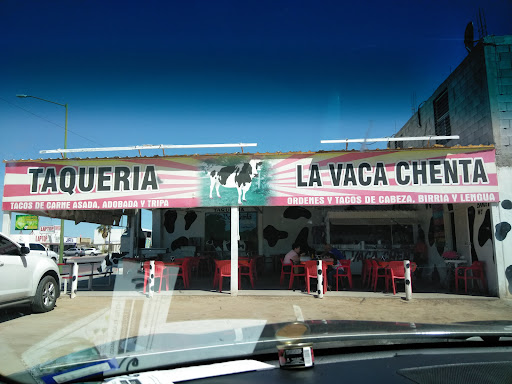 TAQUERIA
LA VACA CHENTA
TACOS DE CARNE ASADA, ADOBADA Y TRIPA
ORDENES Y TACOS DE CABEZA, BIRRIA Y LENGUA